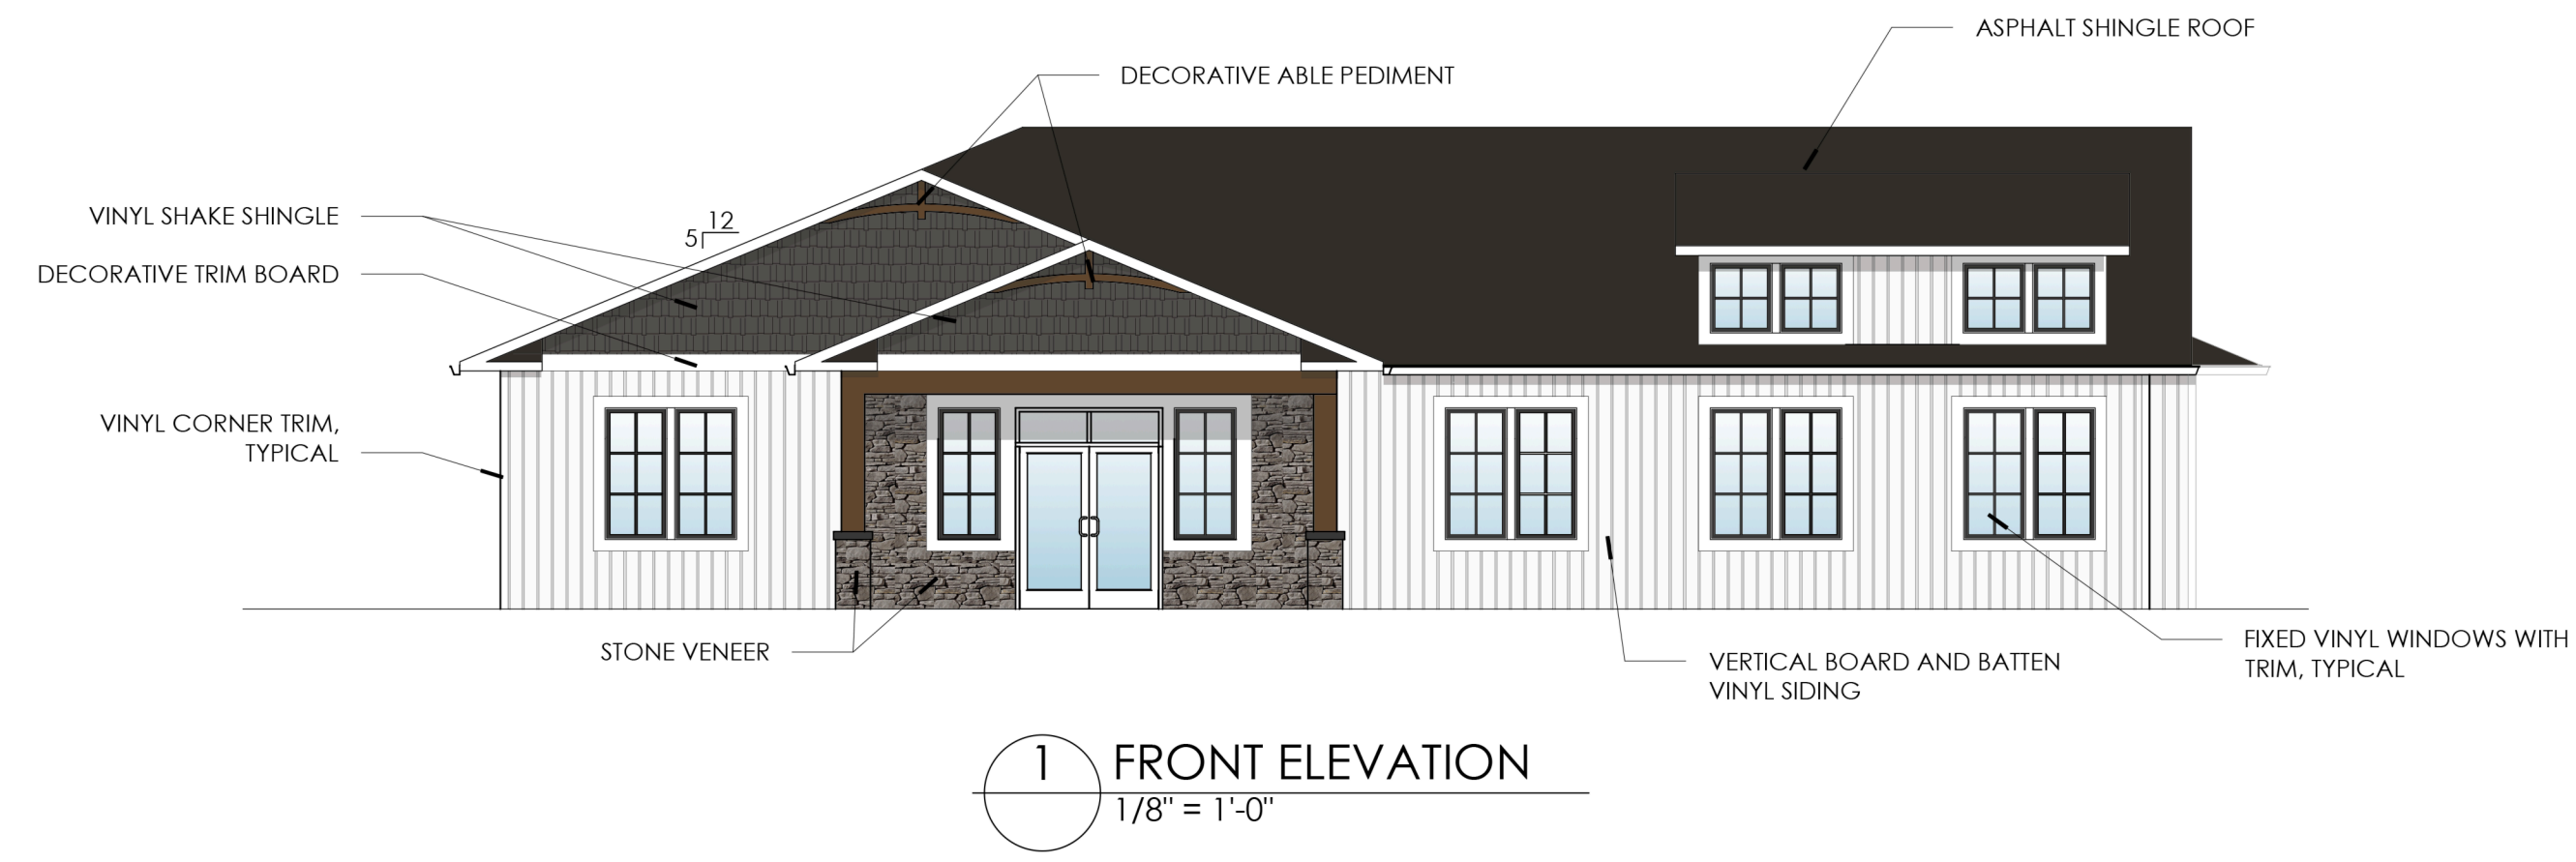 ASPHALT SHINGLE ROOF
DECORATIVE ABLE PEDIMENT
VINYL SHAKE SHINGLE
12
5
DECORATIVE TRIM BOARD
VINYL CORNER TRIM,
TYPICAL
STONE VENEER
VERTICAL BOARD AND BATTEN
VINYL SIDING
FIXED VINYL WINDOWS WITH
TRIM, TYPICAL
1 FRONT ELEVATION
1/8" = 1'-0"